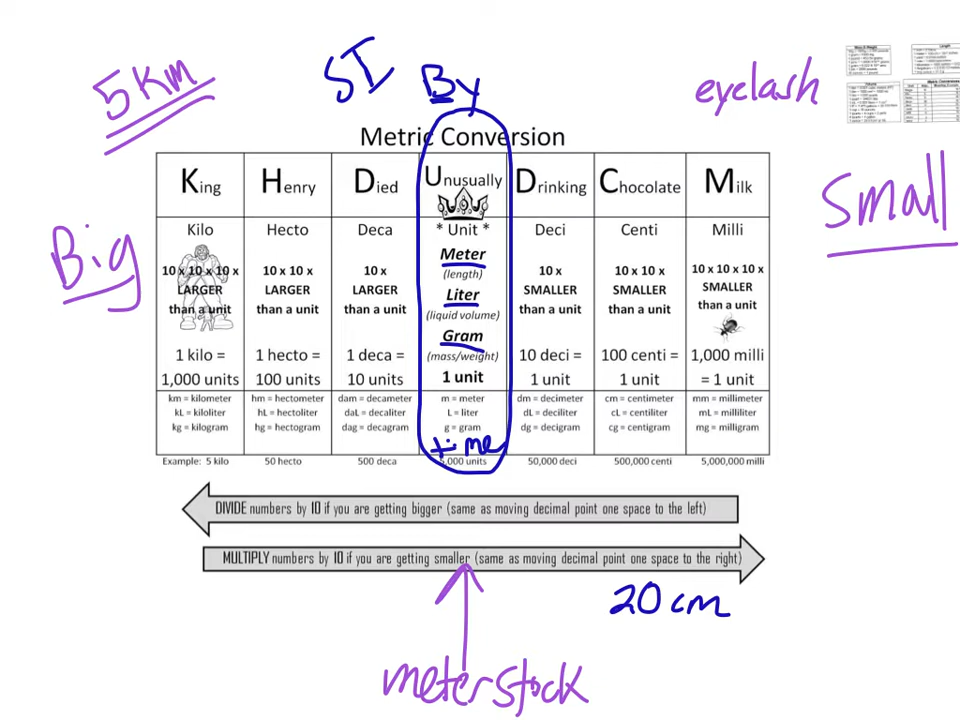 5 Km
SI
By
eyelash
Metric Conversion
Big
small
King
Henry
Died
Unusually
Drinking
Chocolate
Milk
Kilo
Hecto
Deca
* Unit *
Deci
Centi
Milli
10 x 10 x 10 x
LARGER
than a unit
10 x 10 x
LARGER
than a unit
10 x
LARGER
than a unit
Meter
(length)
Liter
(liquid volume)
Gram
(mass/weight)
10 x
SMALLER
than a unit
10 x 10 x
SMALLER
than a unit
10 x 10 x 10 x
SMALLER
than a unit
1 kilo =
1,000 units
1 hecto =
100 units
1 deca =
10 units
1 unit
10 deci =
1 unit
100 centi =
1 unit
1,000 milli
= 1 unit
km = kilometer
kL = kiloliter
kg = kilogram
hm = hectometer
hL = hectoliter
hg = hectogram
dam = decameter
daL = decaliter
dag = decagram
m = meter
L = liter
g = gram
time
dm = decimeter
dL = deciliter
dg = decigram
cm = centimeter
cL = centiliter
cg = centigram
mm = millimeter
mL = milliliter
mg = milligram
Example: 5 kilo
50 hecto
500 deca
5,000 units
50,000 deci
500,000 centi
5,000,000 milli
DIVIDE numbers by 10 if you are getting bigger (same as moving decimal point one space to the left)
MULTIPLY numbers by 10 if you are getting smaller (same as moving decimal point one space to the right)
20 cm
meter stock